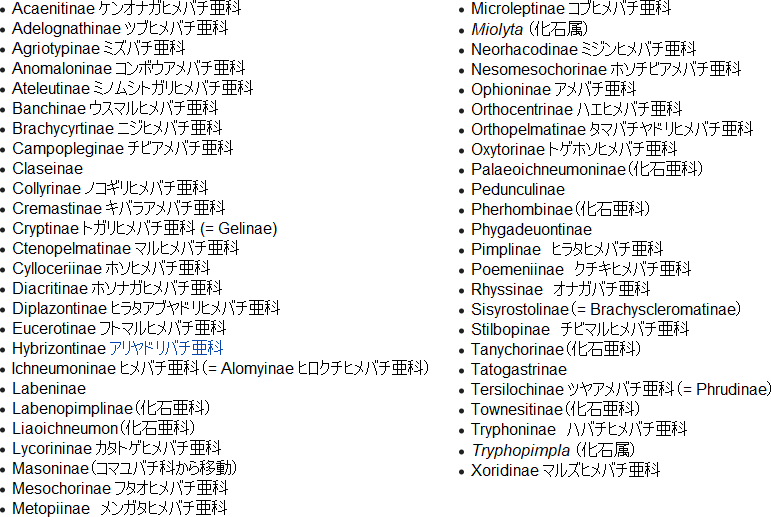 Acaenitinae ケンオナガヒメバチ亜科
Adelognathinae ツブヒメバチ亜科
Agriotypinae ミズバチ亜科
Anomaloninae コンボウアメバチ亜科
Ateleutinae ミノムシトガリヒメバチ亜科
Banchinae ウスマルヒメバチ亜科
Brachycyrtinae ニジヒメバチ亜科
Campopleginae チビアメバチ亜科
Claseinae
Collyrinae ノコギリヒメバチ亜科
Cremastinae キバラアメバチ亜科
Cryptinae トガリヒメバチ亜科 (= Gelinae)
Ctenopelmatinae マルヒメバチ亜科
Cylloceriinae ホソヒメバチ亜科
Diacritinae ホソナガヒメバチ亜科
Diplazontinae ヒラタアブヤドリヒメバチ亜科
Eucerotinae フトマルヒメバチ亜科
Hybrizontinae アリヤドリバチ亜科
Ichneumoninae ヒメバチ亜科（= Alomyinae ヒロクチヒメバチ亜科）
Labeninae
Labenopimplinae（化石亜科）
Liaoichneumon（化石亜科）
Lycorininae カタトゲヒメバチ亜科
Masoninae（コマユバチ科から移動）
Mesochorinae フタオヒメバチ亜科
Metopiinae　メンガタヒメバチ亜科
Microleptinae コブヒメバチ亜科
Miolyta （化石属）
Neorhacodinae ミジンヒメバチ亜科
Nesomesochorinae ホソチビアメバチ亜科
Ophioninae アメバチ亜科
Orthocentrinae ハエヒメバチ亜科
Orthopelmatinae タマバチヤドリヒメバチ亜科
Oxytorinae トゲホソヒメバチ亜科
Palaeoichneumoninae（化石亜科）
Pedunculinae
Pherhombinae（化石亜科）
Phygadeuontinae
Pimplinae　ヒラタヒメバチ亜科
Poemeniinae　クチキヒメバチ亜科
Rhyssinae　オナガバチ亜科
Sisyrostolinae（= Brachyscleromatinae）
Stilbopinae　チビマルヒメバチ亜科
Tanychorinae（化石亜科）
Tatogastrinae
Tersilochinae ツヤアメバチ亜科（= Phrudinae）
Townesitinae（化石亜科）
Tryphoninae　ハバチヒメバチ亜科
Tryphopimpla （化石属）
Xoridinae マルズヒメバチ亜科